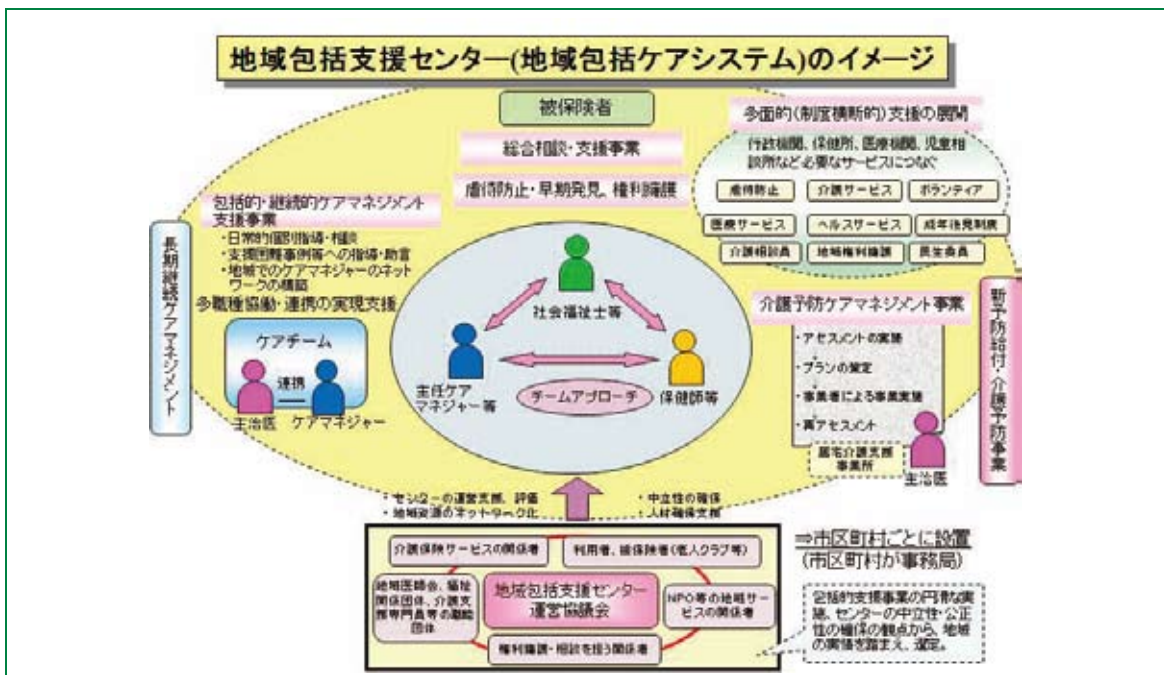 地域包括支援センター(地域包括ケアシステム)のイメージ
被保険者
総合相談・支援事業
虐待防止・早期発見、権利擁護
多面的(制度横断的)支援の展開
行政機関、保健所、医療機関、児童相
談所など必要なサービスにつなぐ
虐待防止
介護サービス
ボランティア
医療サービス
ヘルスサービス
成年後見制度
介護相談員
地域権利擁護
民生委員
長期継続ケアマネジメント
包括的・継続的ケアマネジメント
支援事業
・日常的個別指導・相談
・支援困難事例等への指導・助言
・地域でのケアマネジャーのネット
ワークの構築
多職種協働・連携の実現支援
ケアチーム
連携
主治医
ケアマネジャー
社会福祉士等
主任ケア
マネジャー等
チームアプローチ
保健師等
介護予防ケアマネジメント事業
・アセスメントの実施
↓
・プランの策定
↓
・事業者による事業実施
↓
・再アセスメント
居宅介護支援
事業所
主治医
新予防給付・介護予防事業
・センターの運営支援、評価
・地域資源のネットワーク化
・中立性の確保
・人材確保支援
介護保険サービスの関係者
利用者、被保険者(老人クラブ等)
地域医師会、福祉
関係団体、介護支
援専門員等の職能
団体
地域包括支援センター
運営協議会
NPO等の地域サー
ビスの関係者
権利擁護・相談を担う関係者
⇒市区町村ごとに設置
(市区町村が事務局)
包括的支援事業の円滑な実
施、センターの中立性・公正
性の確保の観点から、地域
の実情を踏まえ、選定。